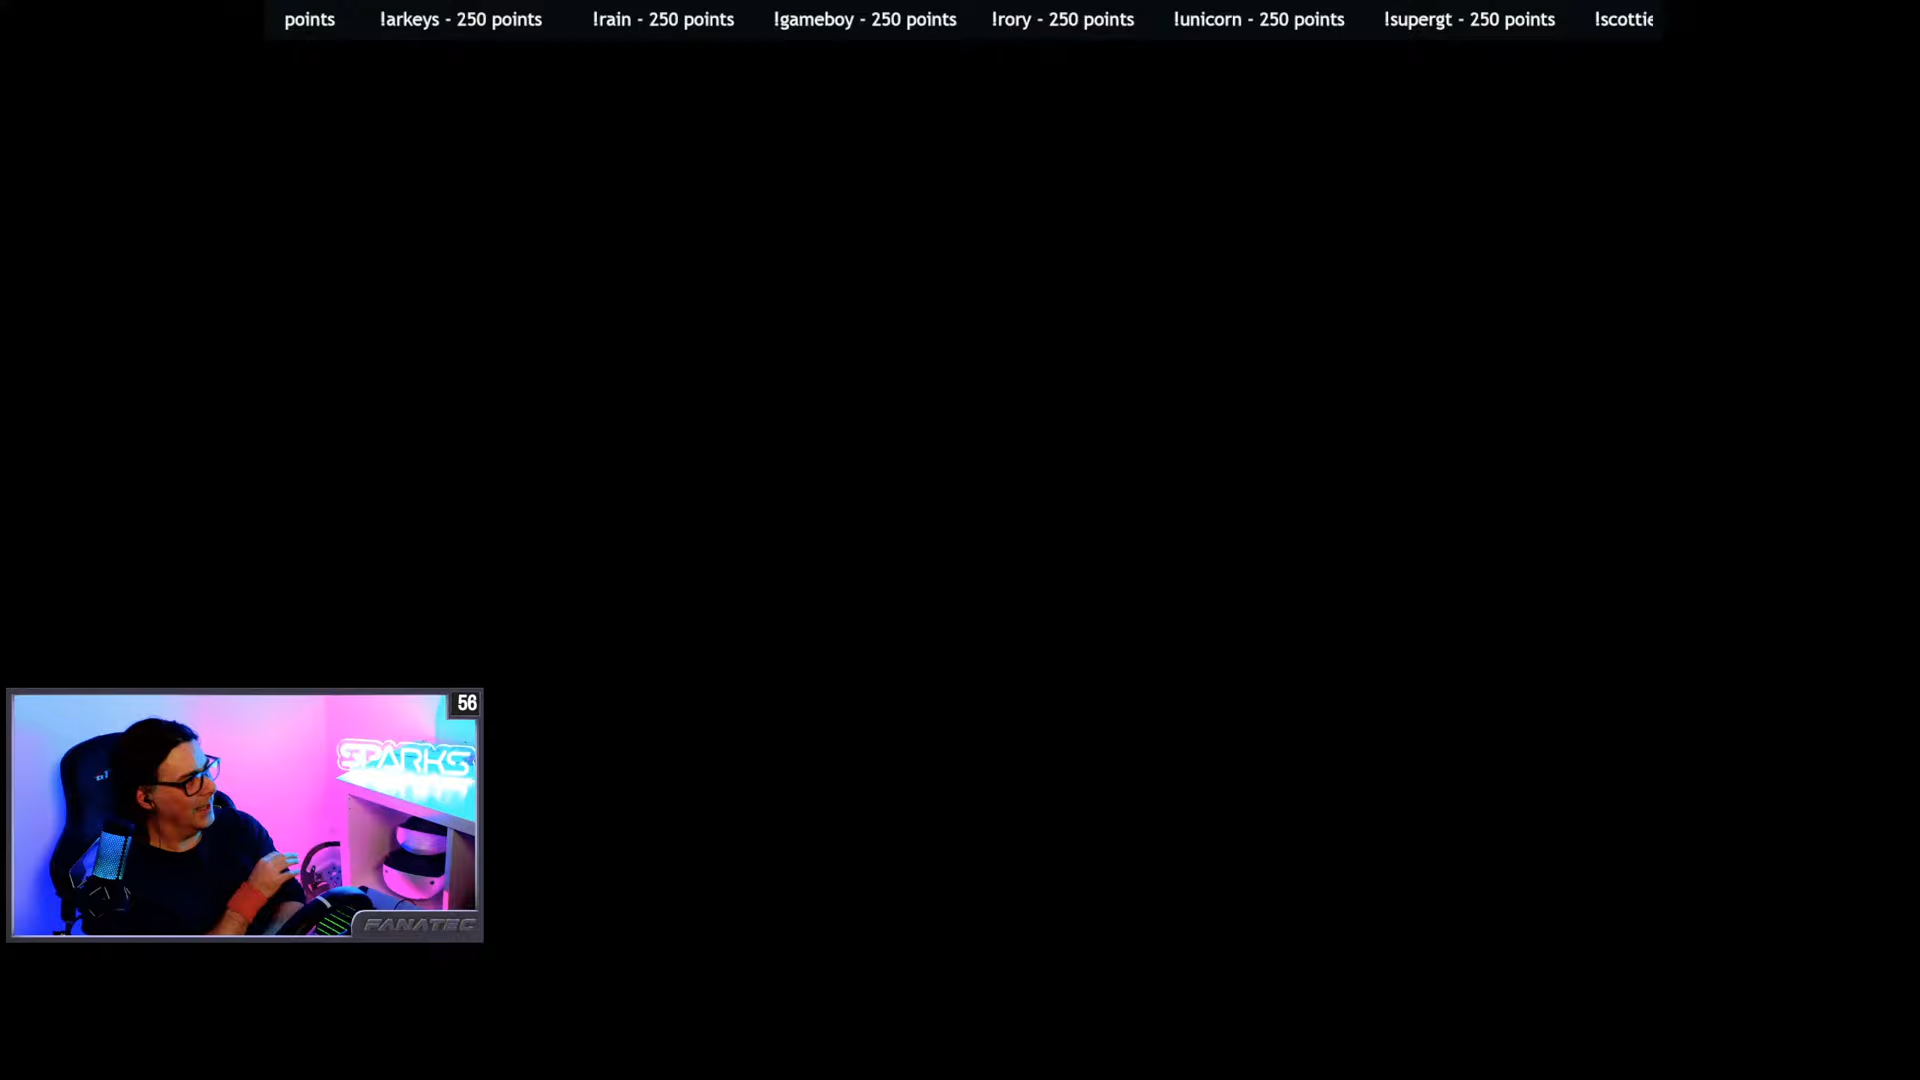 points !arkeys - 250 points !rain - 250 points !gameboy - 250 points !rory - 250 points !unicorn - 250 points !supergt - 250 points !scottie
56
SPARKS
FANATEC